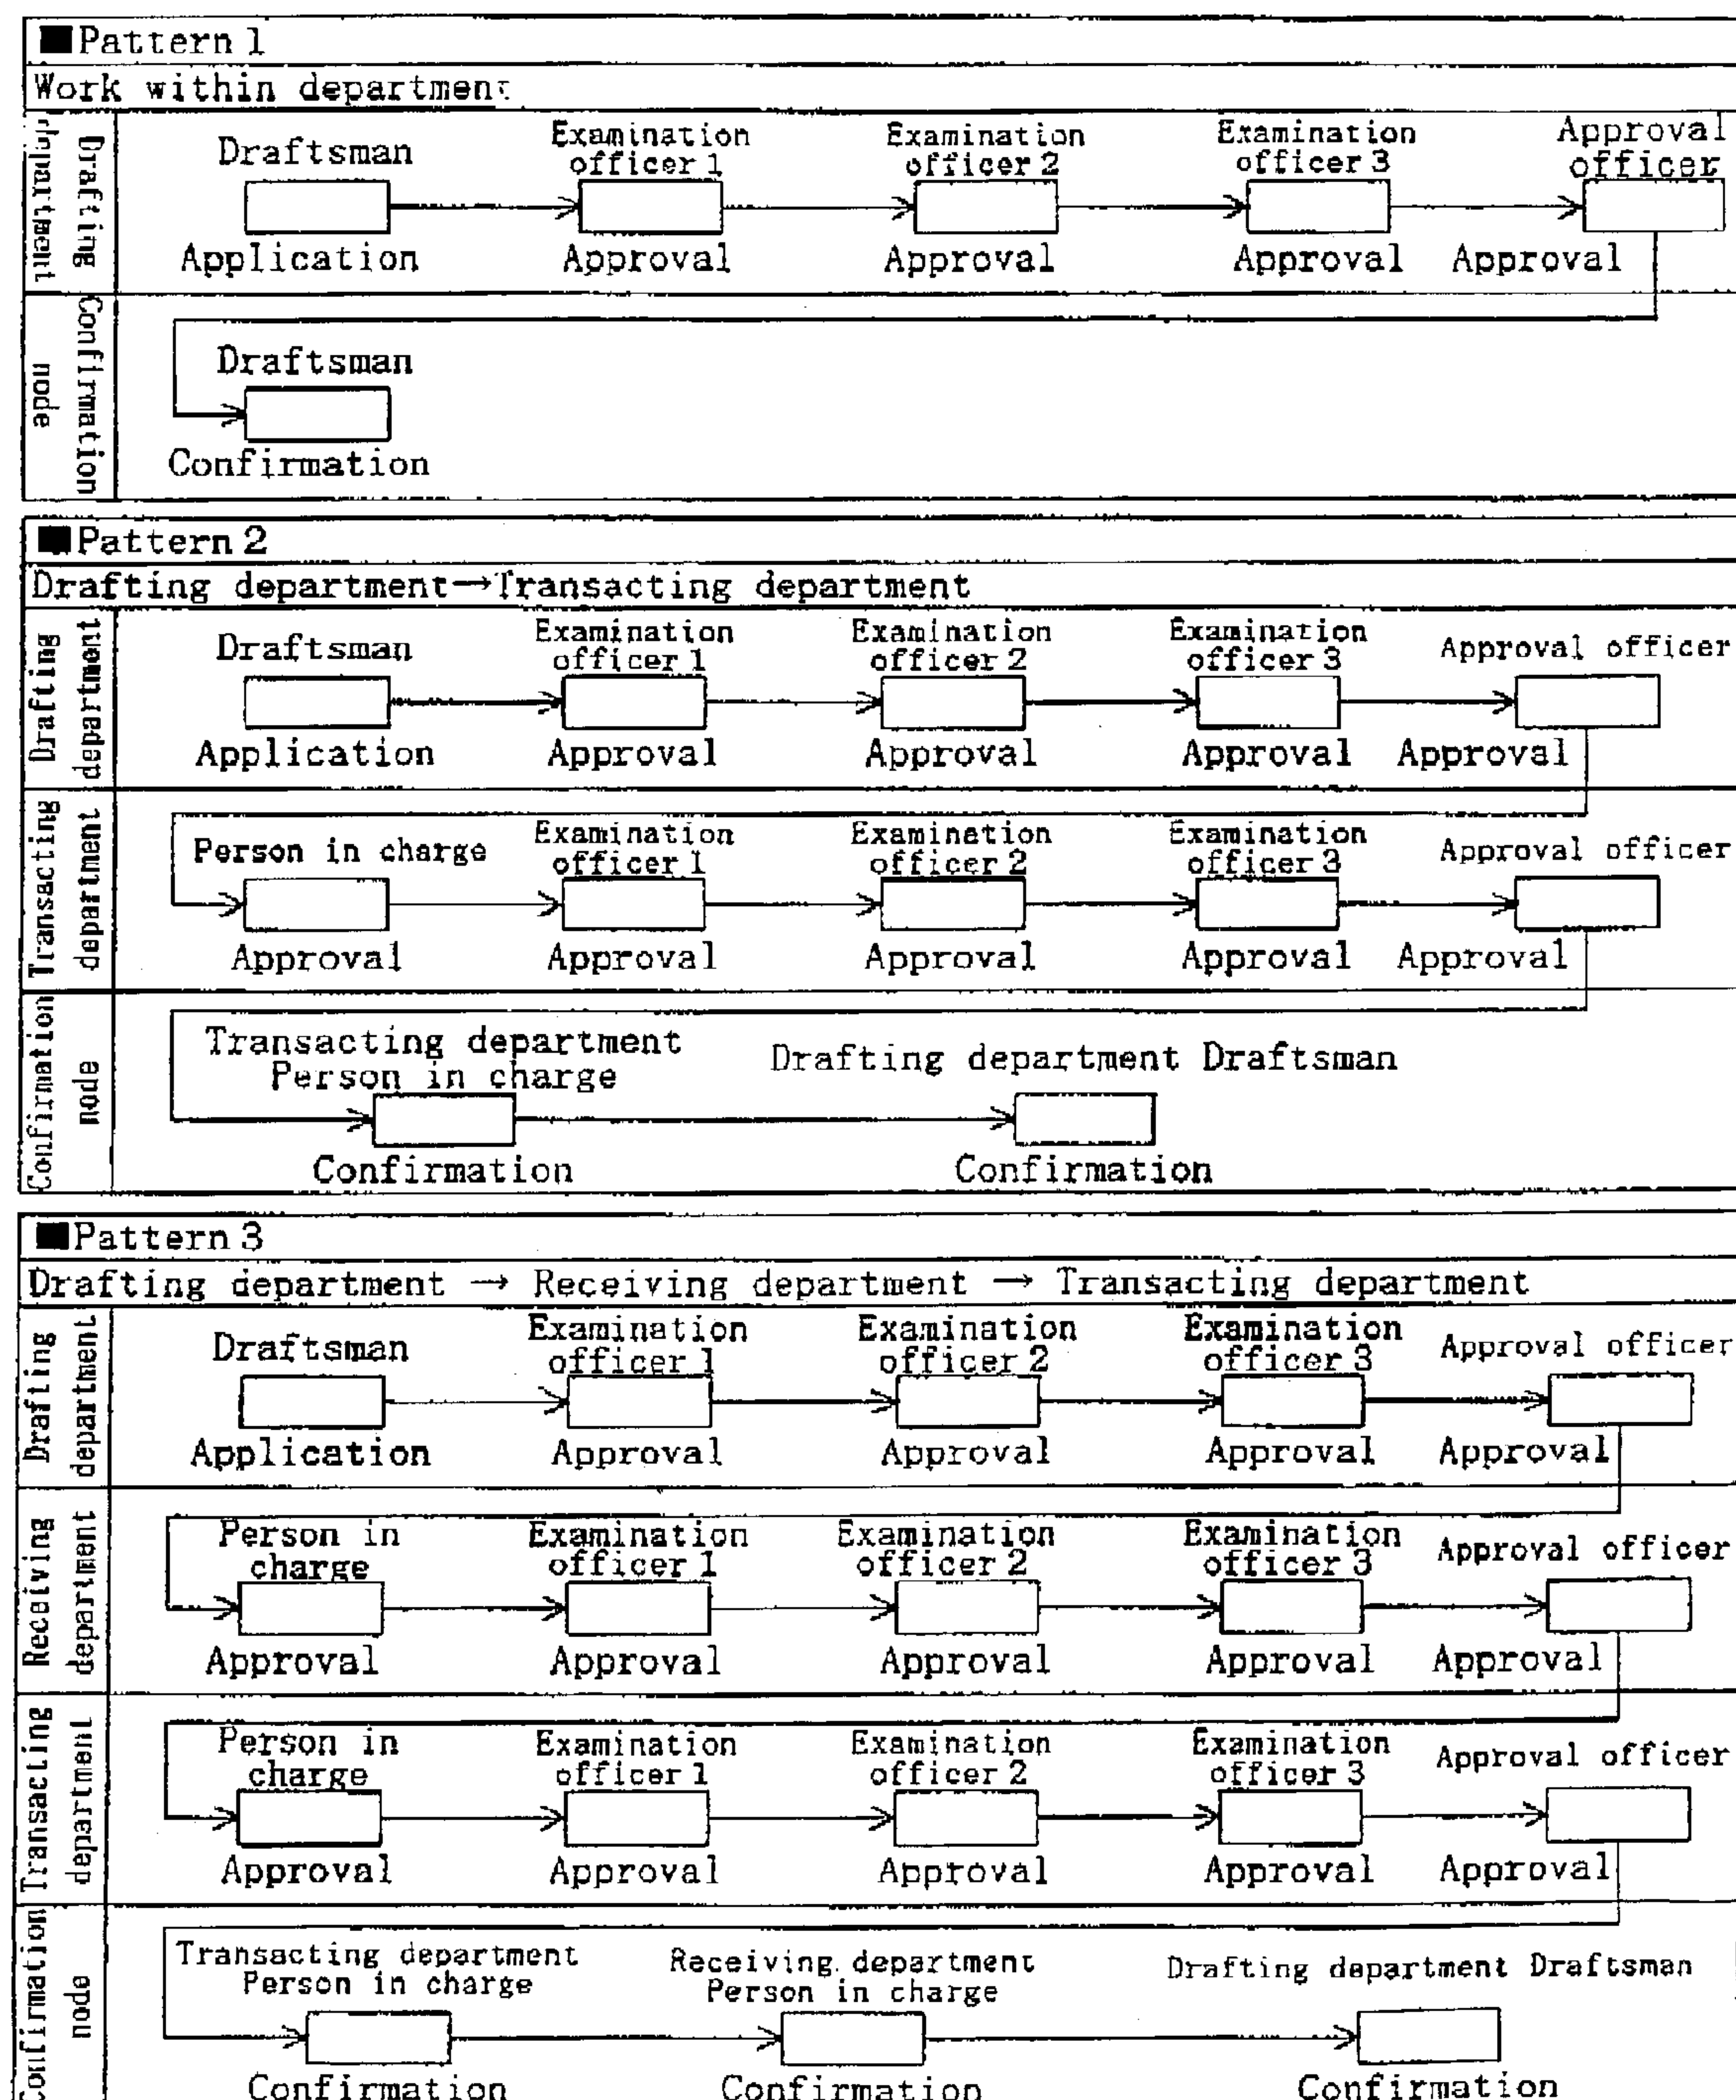 ■Pattern 1
Work within department
Drafting
department
Draftsman
Examination
officer 1
Examination
officer 2
Examination
officer 3
Approval
officer
Application
Approval
Approval
Approval
Approval
Confirmation
node
Draftsman
Confirmation
■Pattern 2
Drafting department→Transacting department
Drafting
department
Draftsman
Examination
officer 1
Examination
officer 2
Examination
officer 3
Approval officer
Application
Approval
Approval
Approval
Approval
Transacting
department
Person in charge
Examination
officer 1
Examination
officer 2
Examination
officer 3
Approval officer
Approval
Approval
Approval
Approval
Approval
Confirmation
node
Transacting department
Person in charge
Drafting department Draftsman
Confirmation
Confirmation
■Pattern 3
Drafting department → Receiving department → Transacting department
Drafting
department
Draftsman
Examination
officer 1
Examination
officer 2
Examination
officer 3
Approval officer
Application
Approval
Approval
Approval
Approval
Receiving
department
Person in
charge
Examination
officer 1
Examination
officer 2
Examination
officer 3
Approval officer
Approval
Approval
Approval
Approval
Approval
Transacting
department
Person in
charge
Examination
officer 1
Examination
officer 2
Examination
officer 3
Approval officer
Approval
Approval
Approval
Approval
Approval
Confirmation
node
Transacting department
Person in charge
Receiving department
Person in charge
Drafting department Draftsman
Confirmation
Confirmation
Confirmation